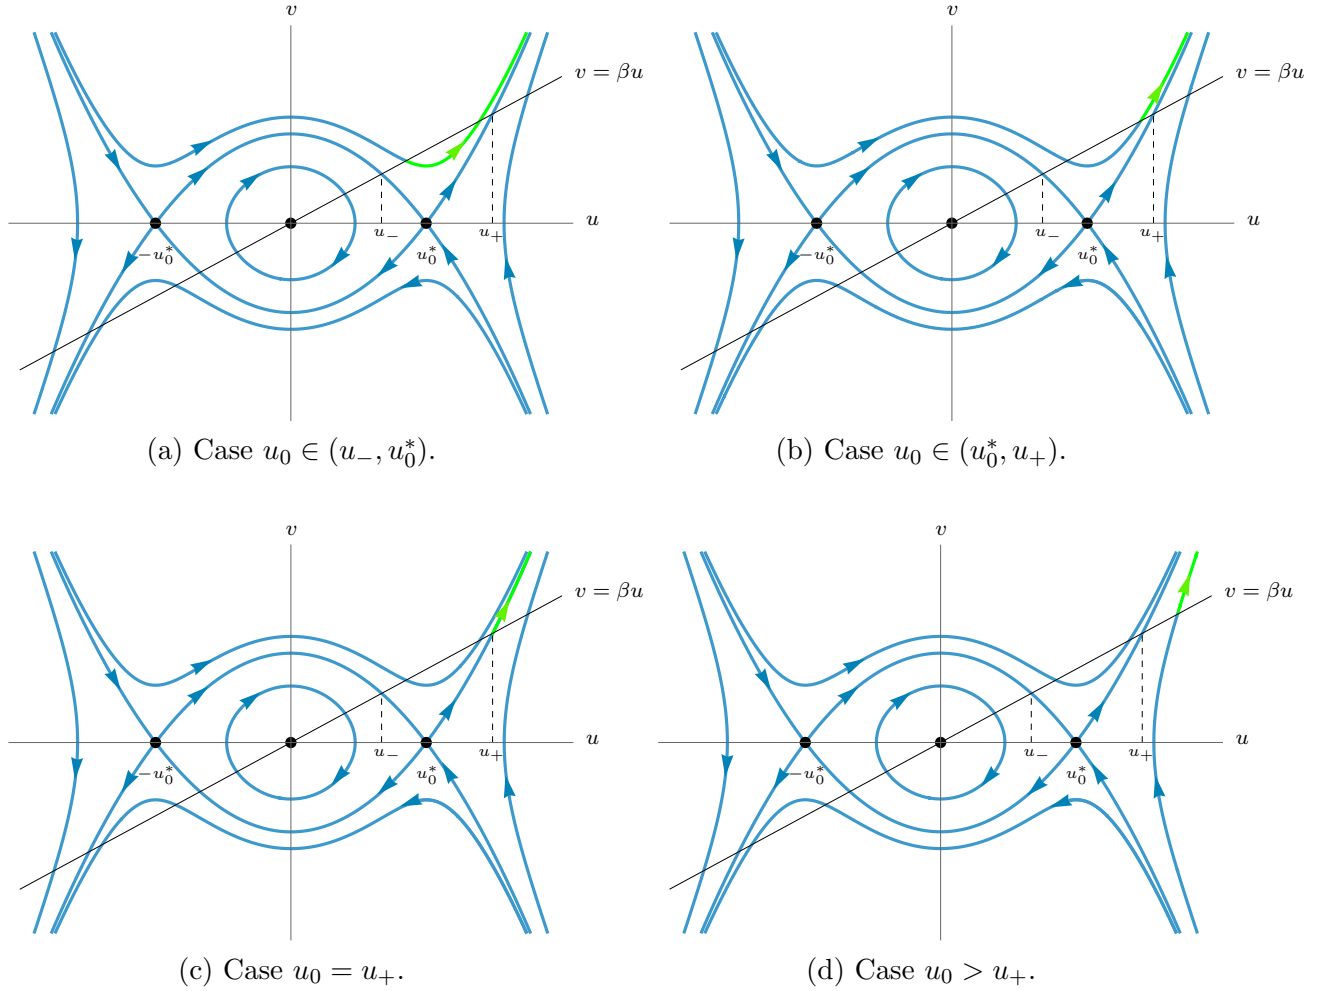 v
v = βu
u
−u₀*
u₋
u₀*
u₊
(a) Case u₀ ∈ (u₋, u₀*).
v
v = βu
u
−u₀*
u₋
u₀*
u₊
(b) Case u₀ ∈ (u₀*, u₊).
v
v = βu
u
−u₀*
u₋
u₀*
u₊
(c) Case u₀ = u₊.
v
v = βu
u
−u₀*
u₋
u₀*
u₊
(d) Case u₀ > u₊.